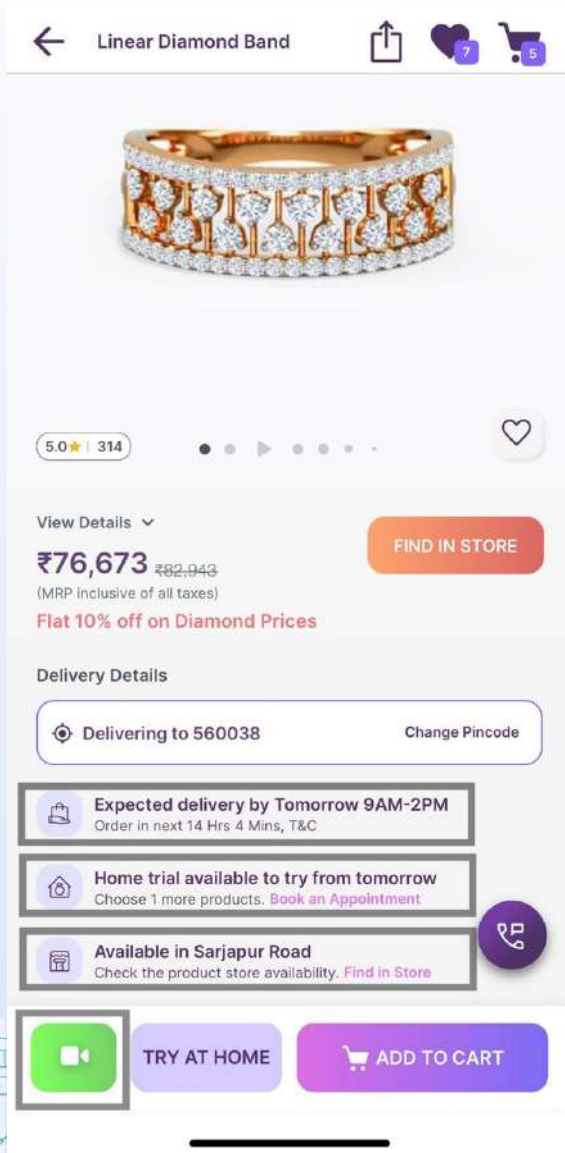 Linear Diamond Band
7
5
5.0★ | 314
View Details
₹76,673 ₹82,943
FIND IN STORE
(MRP inclusive of all taxes)
Flat 10% off on Diamond Prices
Delivery Details
Delivering to 560038 Change Pincode
Expected delivery by Tomorrow 9AM-2PM
Order in next 14 Hrs 4 Mins, T&C
Home trial available to try from tomorrow
Choose 1 more products. Book an Appointment
Available in Sarjapur Road
Check the product store availability. Find in Store
TRY AT HOME
ADD TO CART